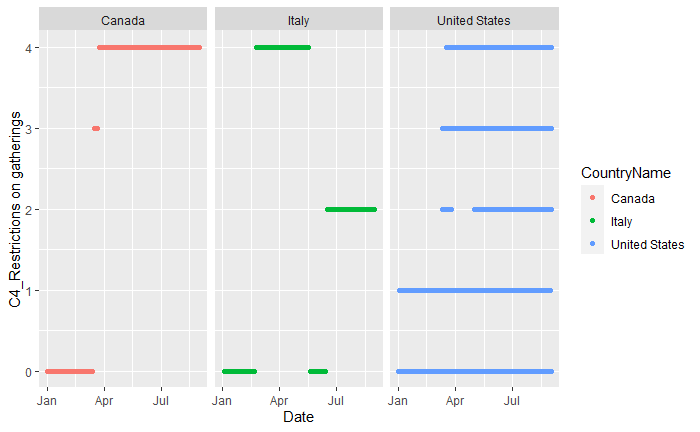 Canada
Italy
United States
C4_Restrictions on gatherings
4
3
2
1
0
Jan
Apr
Jul
Jan
Apr
Jul
Jan
Apr
Jul
Date
CountryName
Canada
Italy
United States